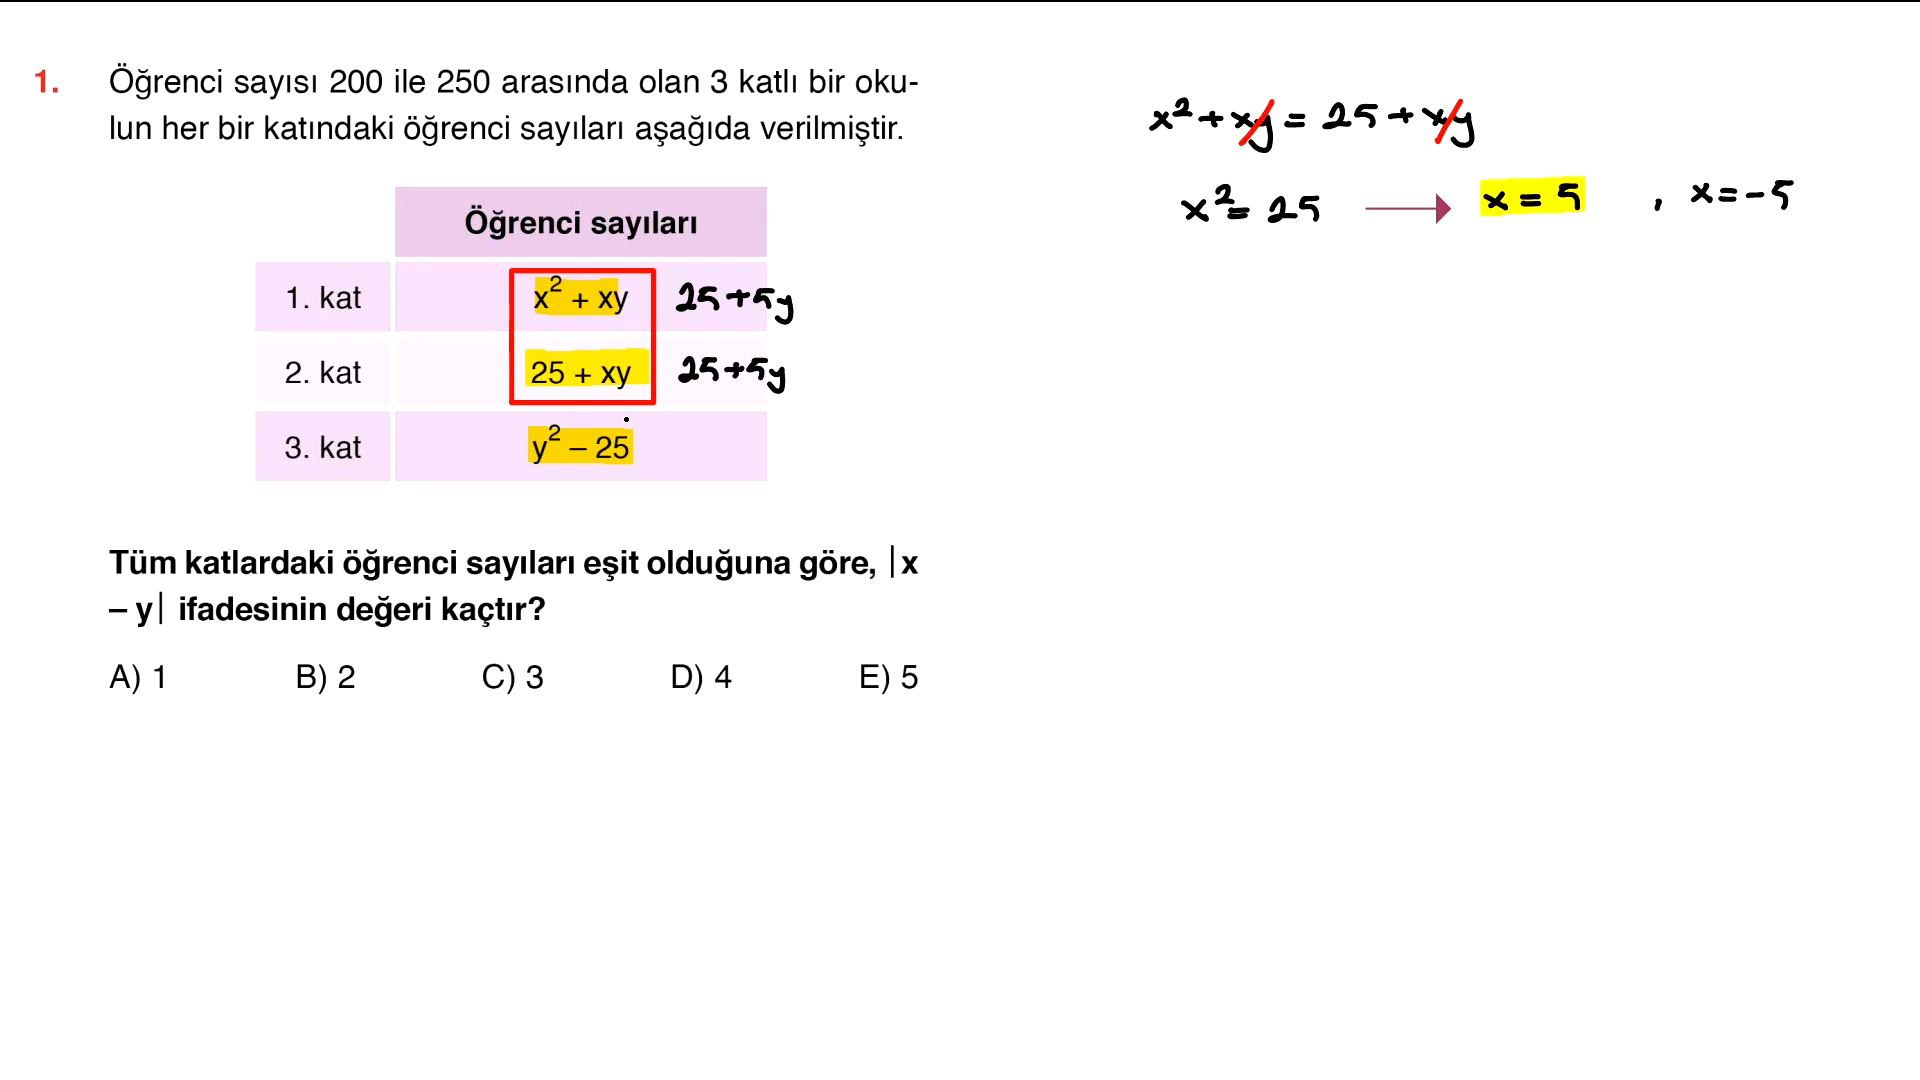 1. Öğrenci sayısı 200 ile 250 arasında olan 3 katlı bir oku-
lun her bir katındaki öğrenci sayıları aşağıda verilmiştir.
Öğrenci sayıları
1. kat x² + xy 25+5y
2. kat 25 + xy 25+5y
3. kat y² – 25
Tüm katlardaki öğrenci sayıları eşit olduğuna göre, |x
– y| ifadesinin değeri kaçtır?
A) 1 B) 2 C) 3 D) 4 E) 5
x² + xy = 25 + xy
x² = 25 → x = 5 , x = -5